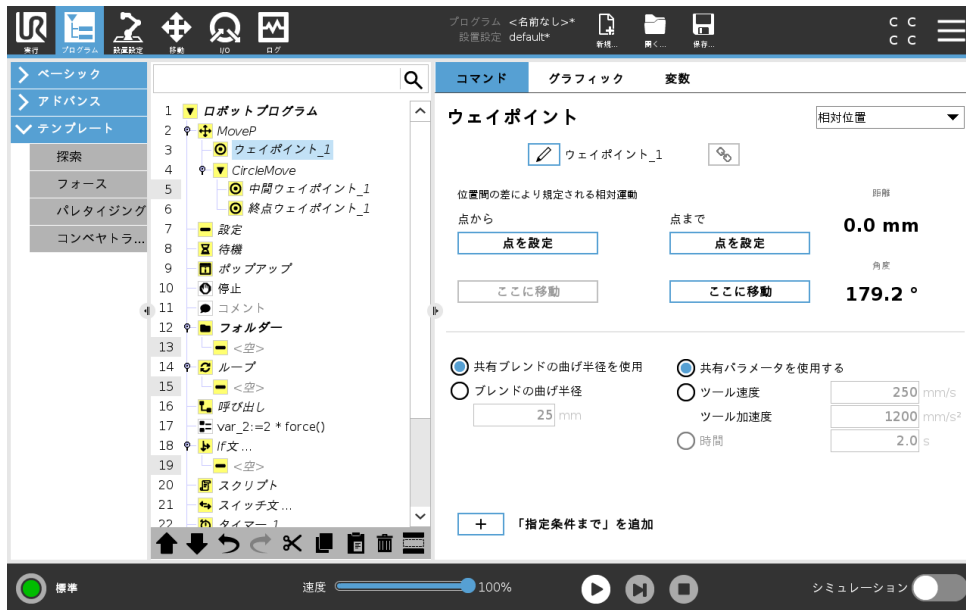 UR
実行
プログラム
設置設定
移動
I/O
ログ
プログラム <名前なし>*
設置設定 default*
新規...
開く...
保存...
C C
C C
ベーシック
アドバンス
テンプレート
探索
フォース
パレタイジング
コンベヤトラ...
1 ロボットプログラム
2 MoveP
3 ウェイポイント_1
4 CircleMove
5 中間ウェイポイント_1
6 終点ウェイポイント_1
7 設定
8 待機
9 ポップアップ
10 停止
11 コメント
12 フォルダー
13 <空>
14 ループ
15 <空>
16 呼び出し
17 var_2:=2 * force()
18 If文...
19 <空>
20 スクリプト
21 スイッチ文...
22 タイマー_1
コマンド グラフィック 変数
ウェイポイント
相対位置
ウェイポイント_1
位置間の差により規定される相対運動
距離
点から 点まで
0.0 mm
点を設定 点を設定
角度
ここに移動 ここに移動
179.2 °
共有ブレンドの曲げ半径を使用
ブレンドの曲げ半径
25 mm
共有パラメータを使用する
ツール速度 250 mm/s
ツール加速度 1200 mm/s²
時間 2.0 s
+ 「指定条件まで」を追加
標準
速度 100%
シミュレーション